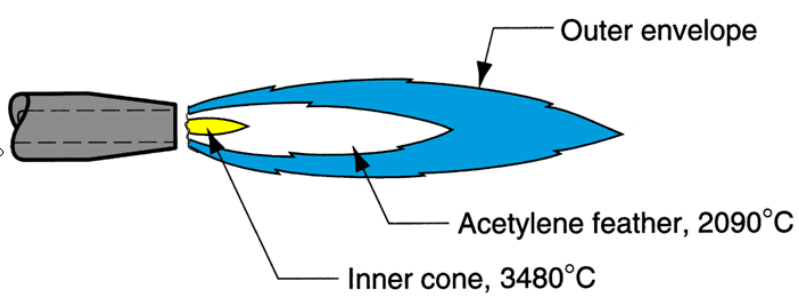 Outer envelope
Acetylene feather, 2090°C
Inner cone, 3480°C